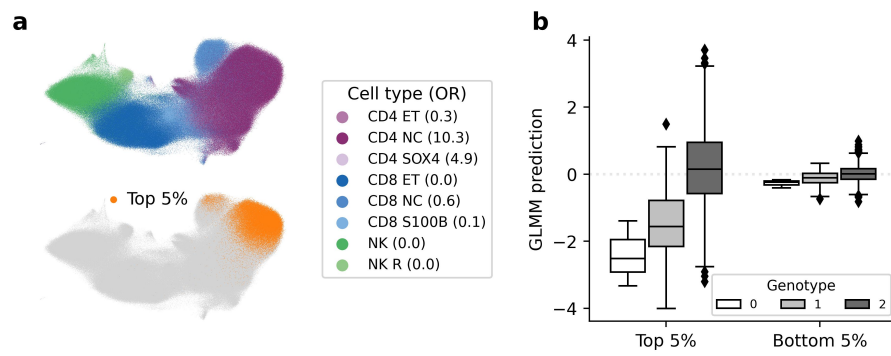 a
Cell type (OR)
CD4 ET (0.3)
CD4 NC (10.3)
CD4 SOX4 (4.9)
CD8 ET (0.0)
CD8 NC (0.6)
CD8 S100B (0.1)
NK (0.0)
NK R (0.0)
Top 5%
b
GLMM prediction
4
2
0
−2
−4
Genotype
0 1 2
Top 5% Bottom 5%